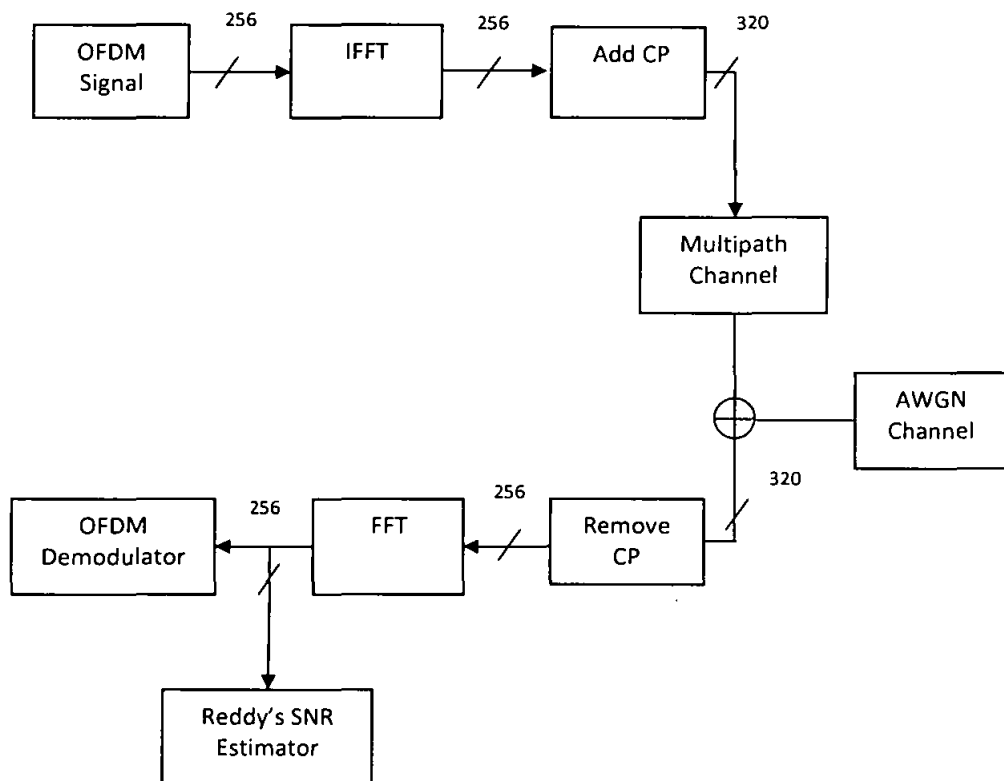 256
256
320
OFDM
Signal
IFFT
Add CP
Multipath
Channel
AWGN
Channel
320
256
256
OFDM
Demodulator
FFT
Remove
CP
Reddy's SNR
Estimator